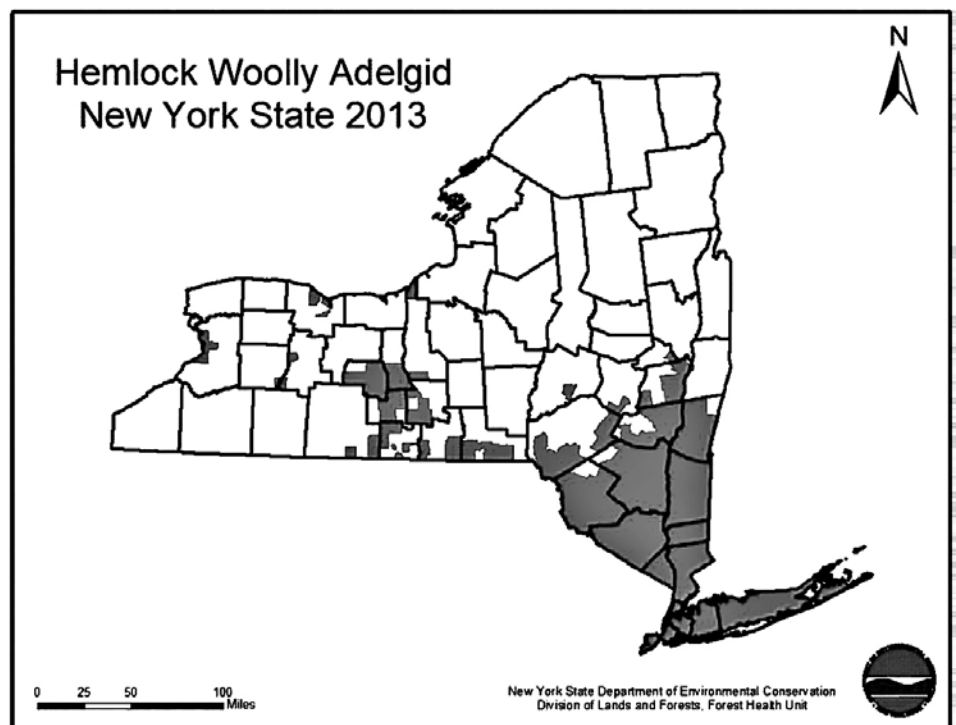 Hemlock Woolly Adelgid
New York State 2013
N
0 25 50 100
Miles
New York State Department of Environmental Conservation
Division of Lands and Forests, Forest Health Unit